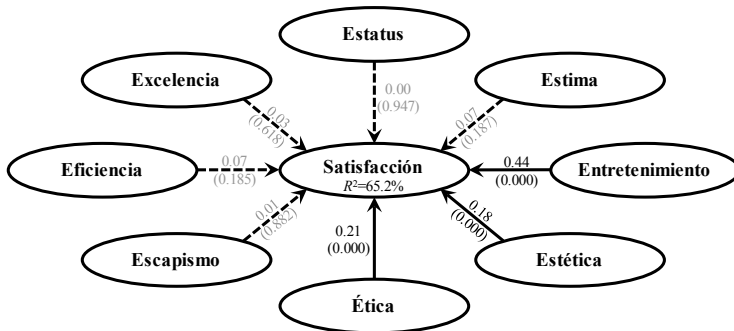 Estatus
Excelencia
Estima
0.00
(0.947)
0.03
(0.618)
0.07
(0.187)
Eficiencia
0.07
(0.185)
Satisfacción
R²=65.2%
0.44
(0.000)
Entretenimiento
0.01
(0.882)
0.21
(0.000)
0.18
(0.000)
Escapismo
Estética
Ética